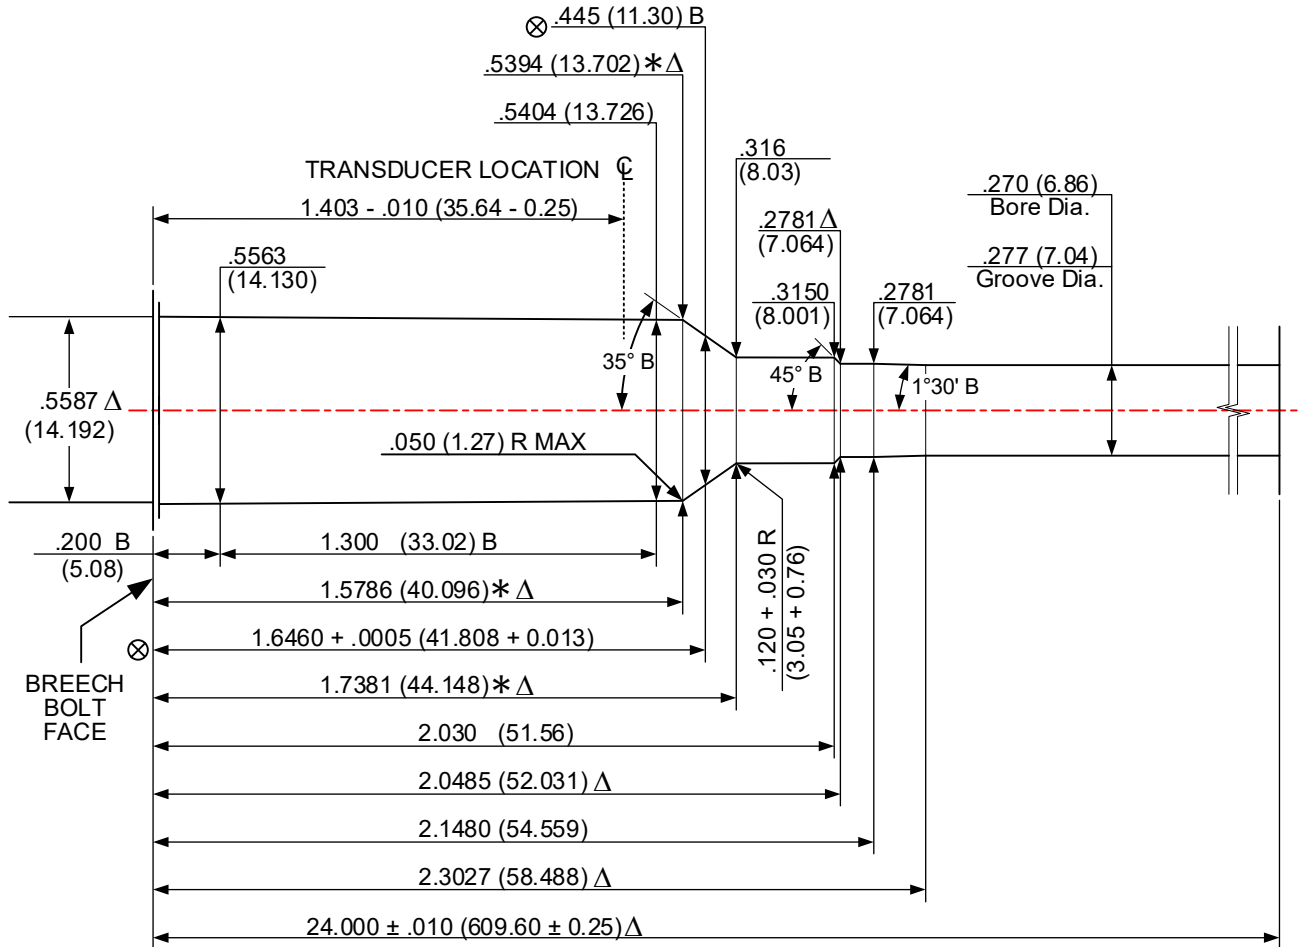 ⊗ .445 (11.30) B
.5394 (13.702)*Δ
.5404 (13.726)
TRANSDUCER LOCATION ℄
1.403 - .010 (35.64 - 0.25)
.316
(8.03)
.270 (6.86)
Bore Dia.
.2781 Δ
(7.064)
.277 (7.04)
Groove Dia.
.5563
(14.130)
.3150
(8.001)
.2781
(7.064)
35° B
45° B
1°30' B
.5587 Δ
(14.192)
.050 (1.27) R MAX
.200 B
(5.08)
1.300 (33.02) B
.120 + .030 R
(3.05 + 0.76)
1.5786 (40.096)* Δ
⊗ 1.6460 + .0005 (41.808 + 0.013)
BREECH
BOLT
FACE
1.7381 (44.148)* Δ
2.030 (51.56)
2.0485 (52.031) Δ
2.1480 (54.559)
2.3027 (58.488) Δ
24.000 ± .010 (609.60 ± 0.25)Δ